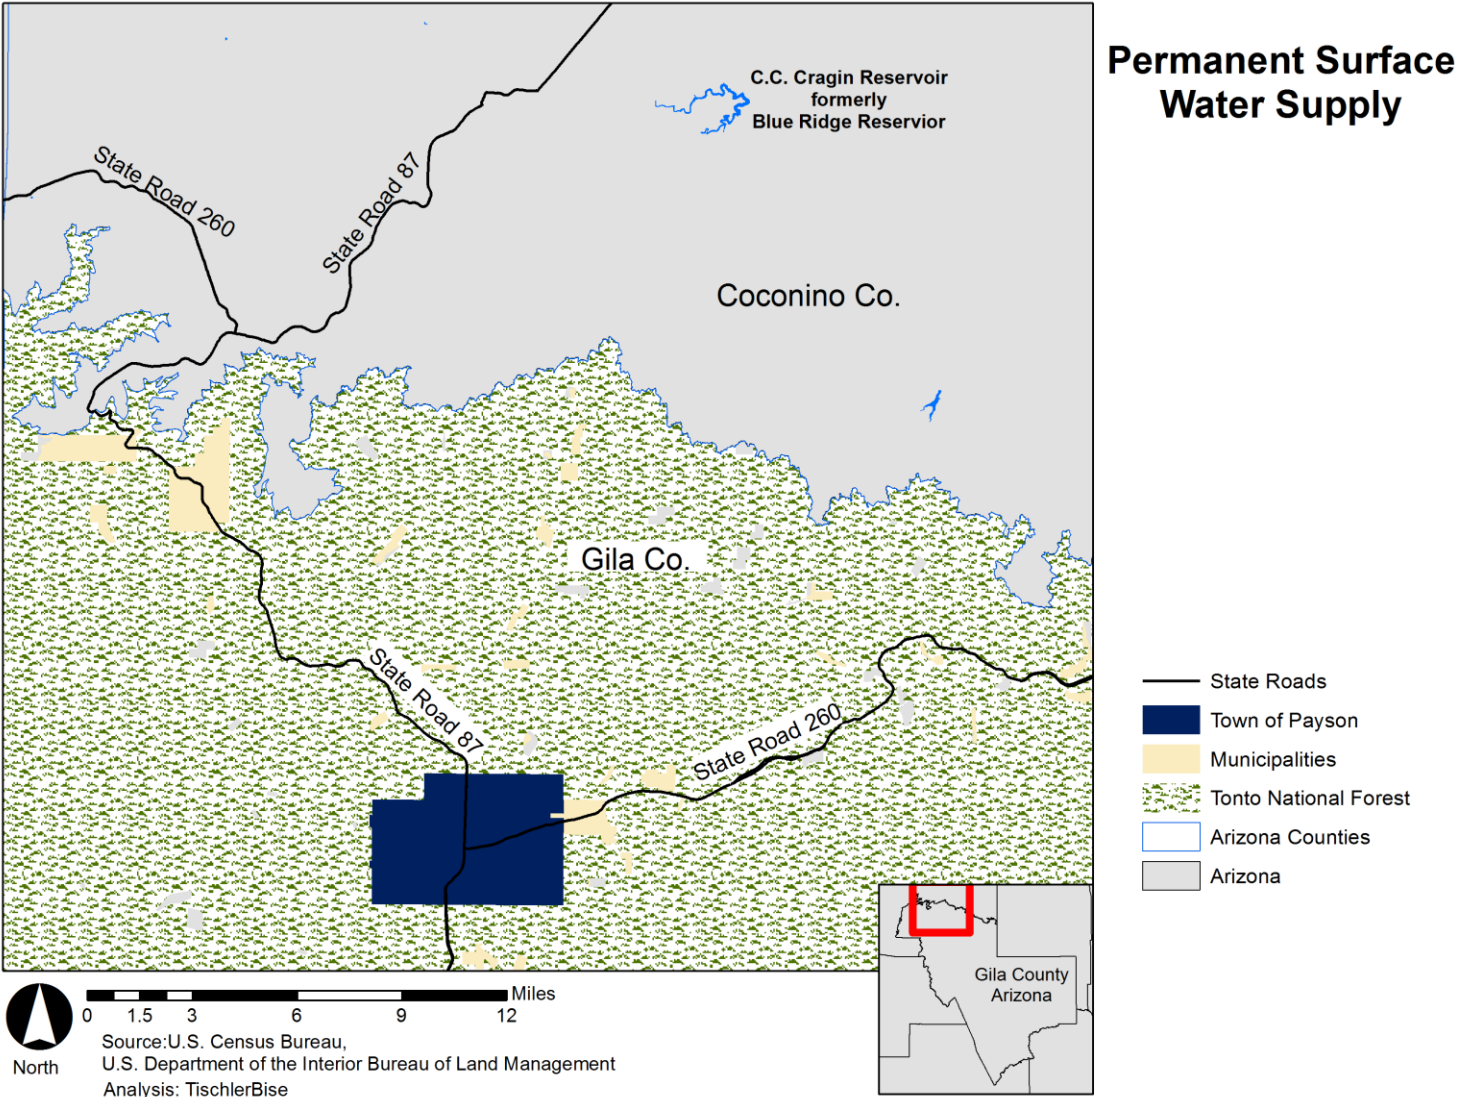 Permanent Surface
Water Supply
C.C. Cragin Reservoir
formerly
Blue Ridge Reservior
State Road 260
State Road 87
Coconino Co.
Gila Co.
State Road 87
State Road 260
State Roads
Town of Payson
Municipalities
Tonto National Forest
Arizona Counties
Arizona
Gila County
Arizona
Miles
0 1.5 3 6 9 12
North
Source:U.S. Census Bureau,
U.S. Department of the Interior Bureau of Land Management
Analysis: TischlerBise